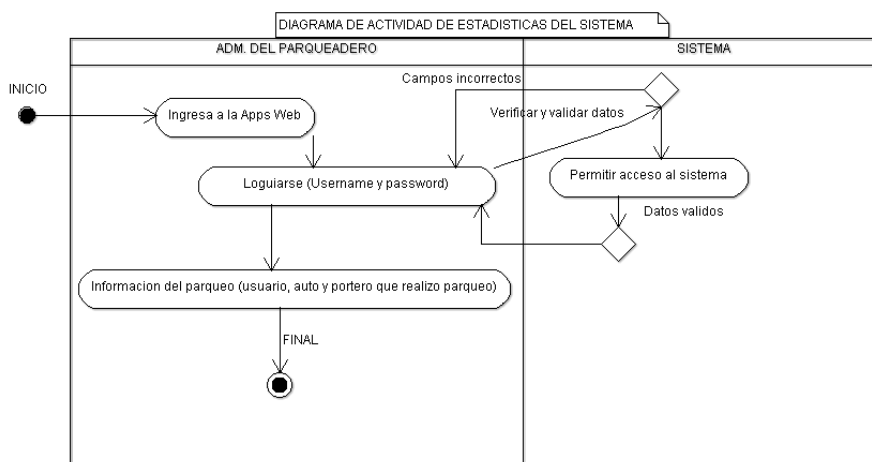 DIAGRAMA DE ACTIVIDAD DE ESTADISTICAS DEL SISTEMA
ADM. DEL PARQUEADERO
SISTEMA
INICIO
Campos incorrectos
Ingresa a la Apps Web
Verificar y validar datos
Loguiarse (Username y password)
Permitir acceso al sistema
Datos validos
Informacion del parqueo (usuario, auto y portero que realizo parqueo)
FINAL